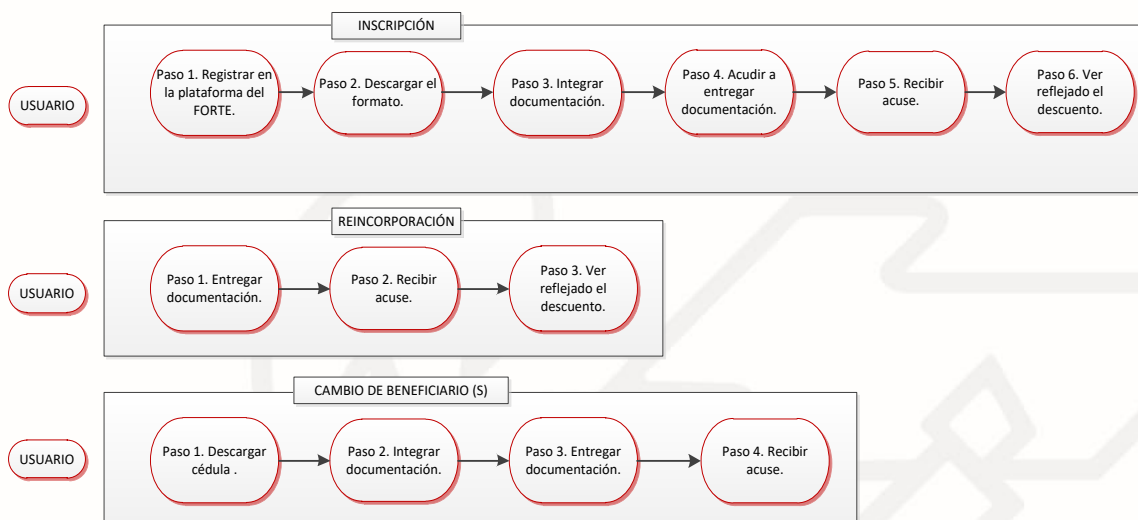 INSCRIPCIÓN
USUARIO
Paso 1. Registrar en
la plataforma del
FORTE.
Paso 2. Descargar el
formato.
Paso 3. Integrar
documentación.
Paso 4. Acudir a
entregar
documentación.
Paso 5. Recibir
acuse.
Paso 6. Ver
reflejado el
descuento.
REINCORPORACIÓN
USUARIO
Paso 1. Entregar
documentación.
Paso 2. Recibir
acuse.
Paso 3. Ver
reflejado el
descuento.
CAMBIO DE BENEFICIARIO (S)
USUARIO
Paso 1. Descargar
cédula .
Paso 2. Integrar
documentación.
Paso 3. Entregar
documentación.
Paso 4. Recibir
acuse.